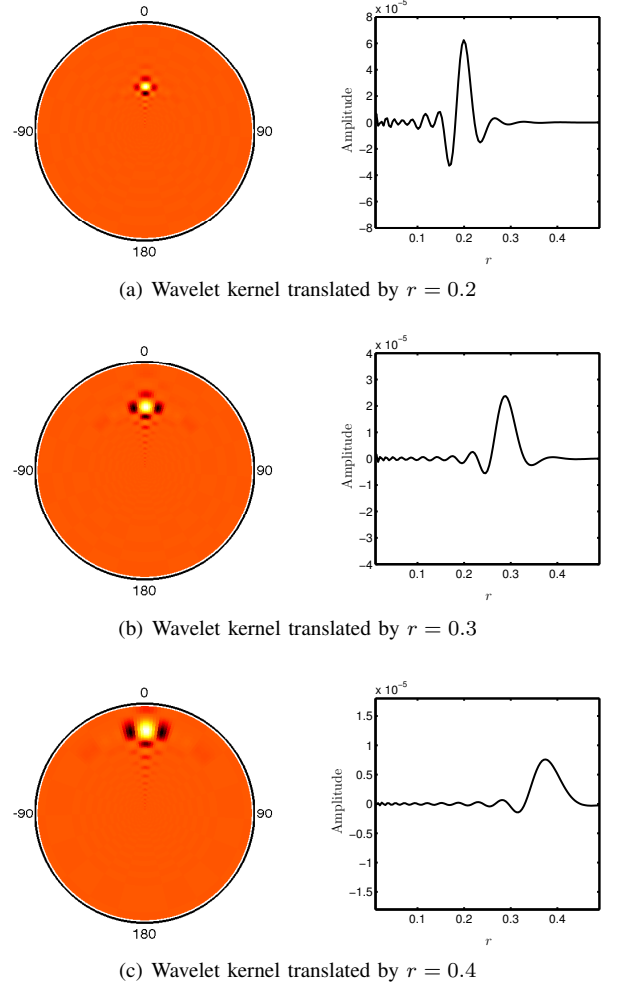 0
-90
90
180
x 10⁻⁵
8
6
4
2
0
−2
−4
−6
−8
Amplitude
0.1 0.2 0.3 0.4
r
(a) Wavelet kernel translated by r = 0.2
0
-90
90
180
x 10⁻⁵
4
3
2
1
0
−1
−2
−3
−4
Amplitude
0.1 0.2 0.3 0.4
r
(b) Wavelet kernel translated by r = 0.3
0
-90
90
180
x 10⁻⁵
1.5
1
0.5
0
−0.5
−1
−1.5
Amplitude
0.1 0.2 0.3 0.4
r
(c) Wavelet kernel translated by r = 0.4